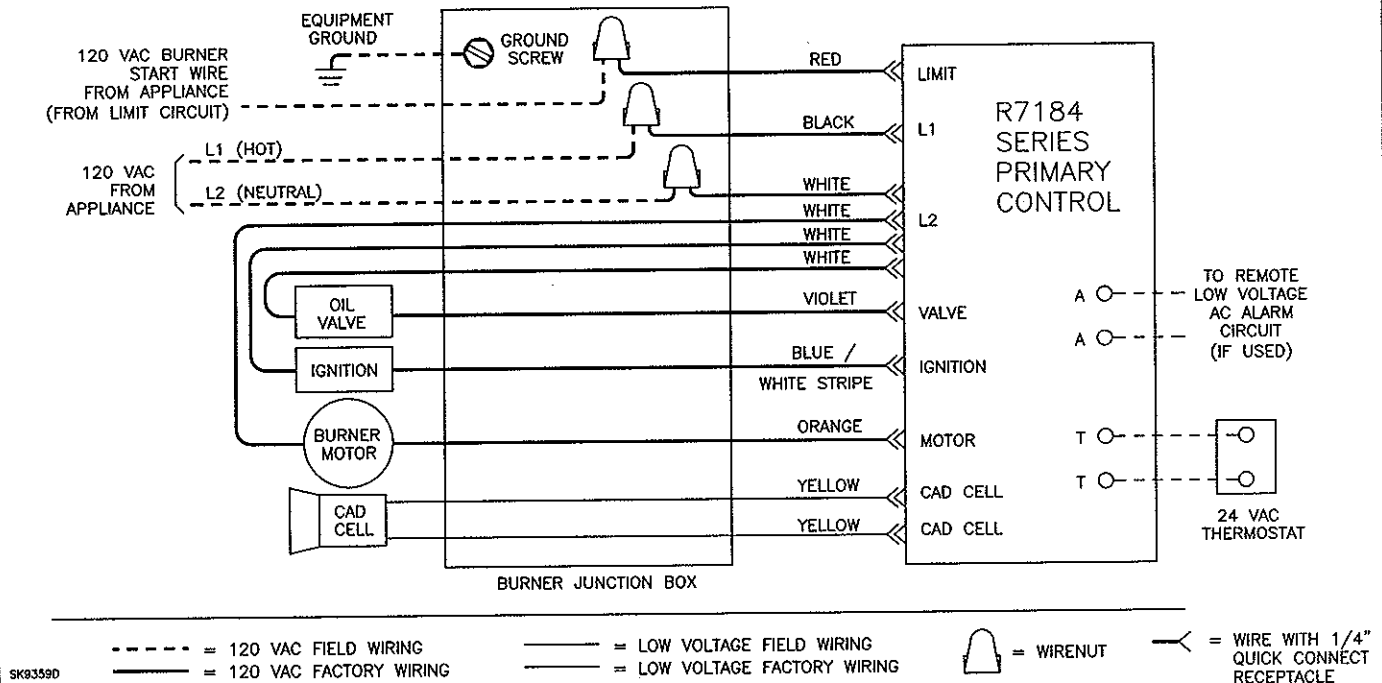 EQUIPMENT
GROUND
GROUND
SCREW
120 VAC BURNER
START WIRE
FROM APPLIANCE
(FROM LIMIT CIRCUIT)
L1 (HOT)
120 VAC
FROM
APPLIANCE
L2 (NEUTRAL)
RED
LIMIT
BLACK
L1
WHITE
WHITE
L2
WHITE
WHITE
R7184
SERIES
PRIMARY
CONTROL
OIL
VALVE
VIOLET
VALVE
IGNITION
BLUE /
WHITE STRIPE
IGNITION
BURNER
MOTOR
ORANGE
MOTOR
CAD
CELL
YELLOW
CAD CELL
YELLOW
CAD CELL
A
A
TO REMOTE
LOW VOLTAGE
AC ALARM
CIRCUIT
(IF USED)
T
T
24 VAC
THERMOSTAT
BURNER JUNCTION BOX
= 120 VAC FIELD WIRING
= 120 VAC FACTORY WIRING
= LOW VOLTAGE FIELD WIRING
= LOW VOLTAGE FACTORY WIRING
= WIRENUT
= WIRE WITH 1/4"
QUICK CONNECT
RECEPTACLE
SK9359D